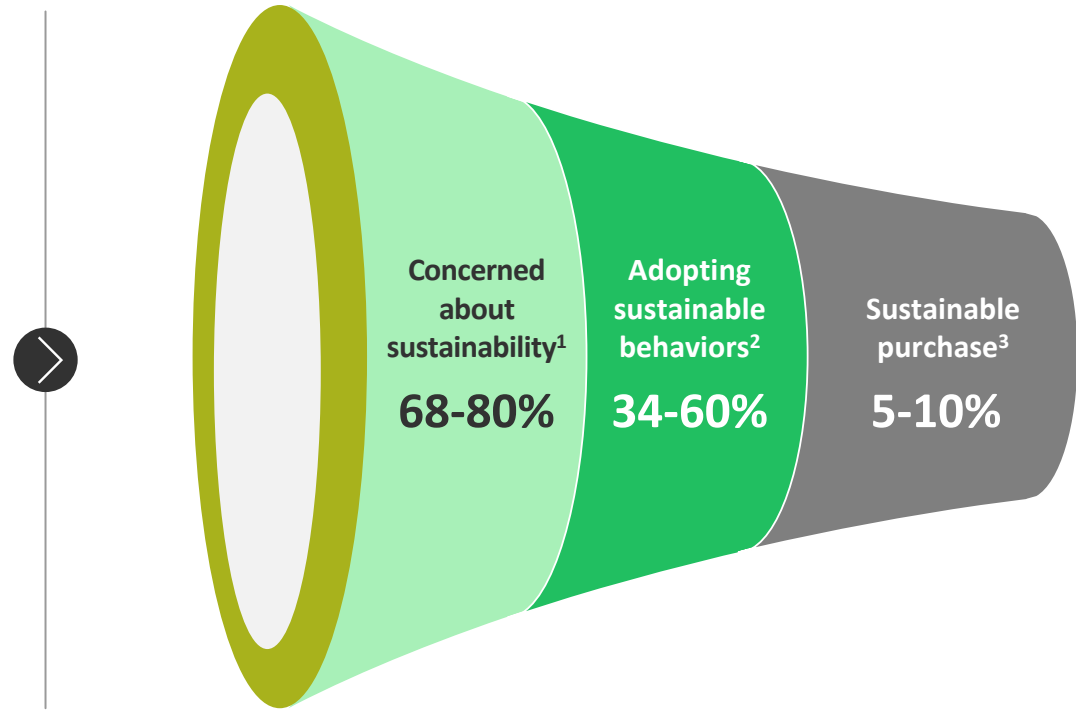 Concerned
about
sustainability¹
68-80%
Adopting
sustainable
behaviors²
34-60%
Sustainable
purchase³
5-10%